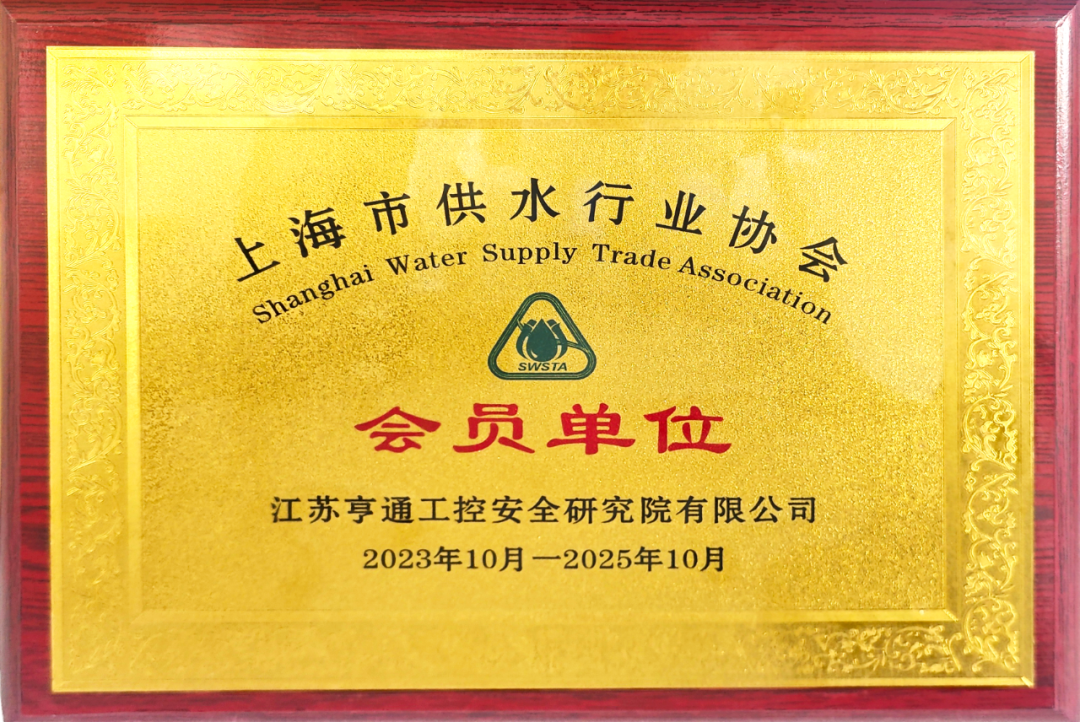 上海市供水行业协会
Shanghai Water Supply Trade Association
SWSTA
会员单位
江苏亨通工控安全研究院有限公司
2023年10月—2025年10月